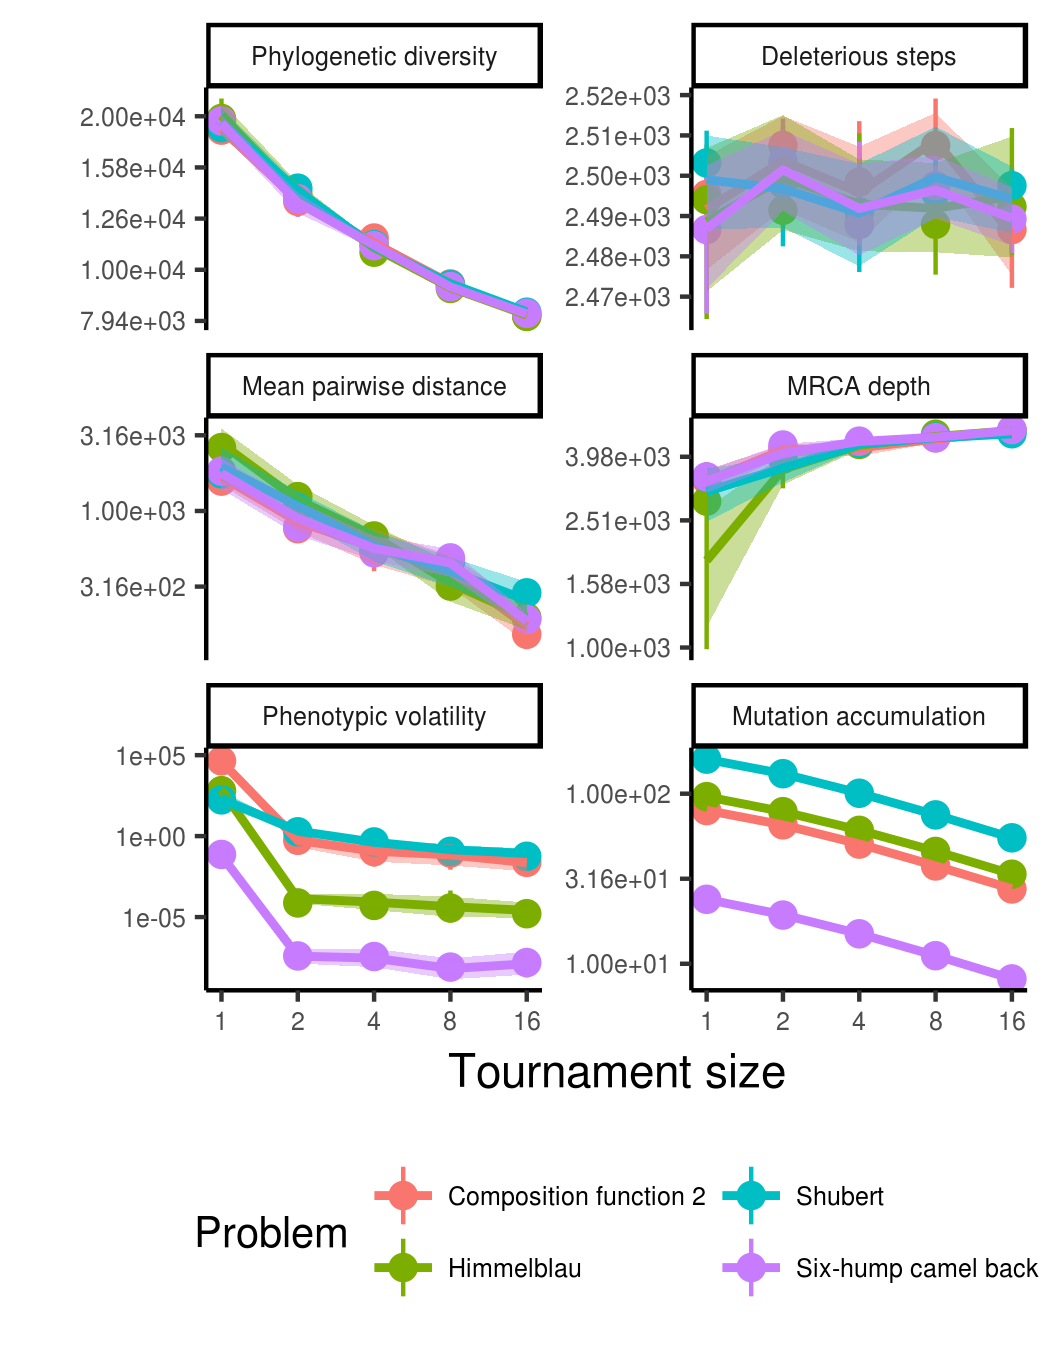 Phylogenetic diversity
Deleterious steps
2.00e+04
1.58e+04
1.26e+04
1.00e+04
7.94e+03
2.52e+03
2.51e+03
2.50e+03
2.49e+03
2.48e+03
2.47e+03
Mean pairwise distance
MRCA depth
3.16e+03
1.00e+03
3.16e+02
3.98e+03
2.51e+03
1.58e+03
1.00e+03
Phenotypic volatility
Mutation accumulation
1e+05
1e+00
1e-05
1.00e+02
3.16e+01
1.00e+01
1 2 4 8 16
1 2 4 8 16
Tournament size
Problem
Composition function 2
Himmelblau
Shubert
Six-hump camel back